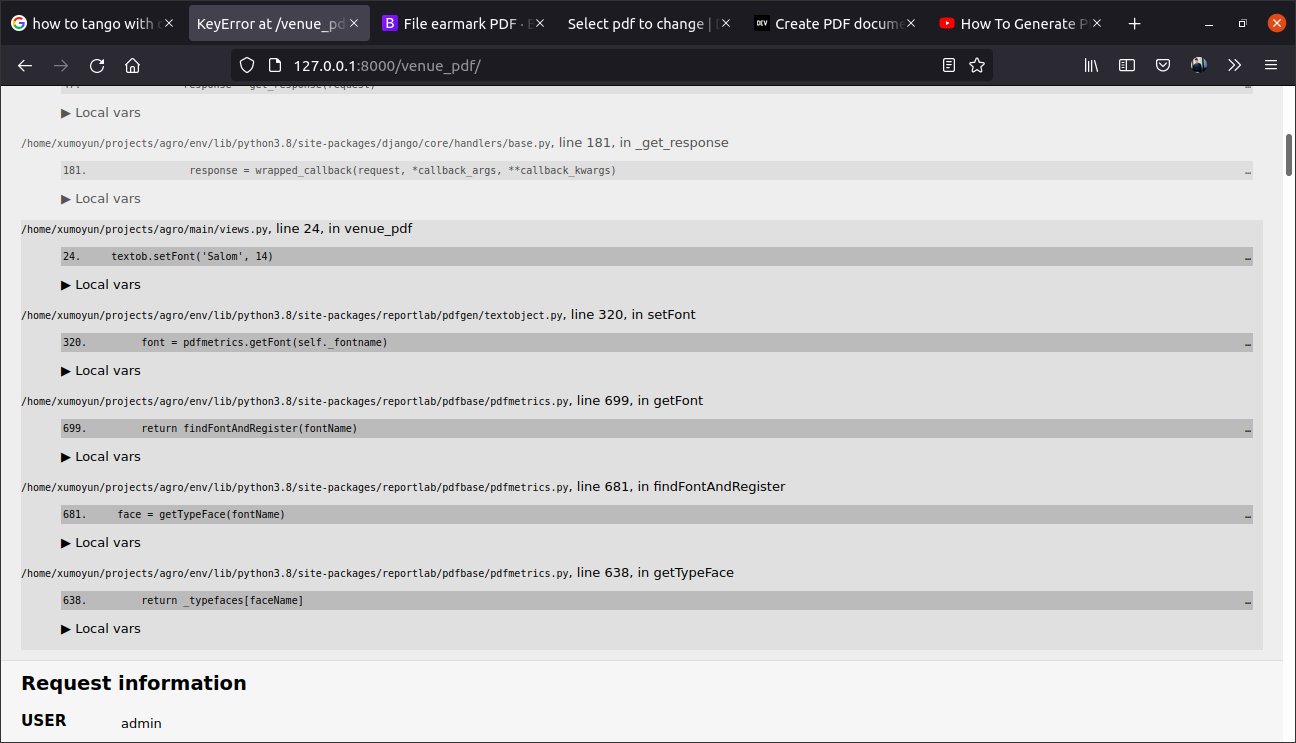 how to tango with
KeyError at /venue_pd
B File earmark PDF ·
Select pdf to change |
DEV Create PDF docume
How To Generate P
127.0.0.1:8000/venue_pdf/
response = get_response(request) …
▶ Local vars
/home/xumoyun/projects/agro/env/lib/python3.8/site-packages/django/core/handlers/base.py, line 181, in _get_response
181. response = wrapped_callback(request, *callback_args, **callback_kwargs) …
▶ Local vars
/home/xumoyun/projects/agro/main/views.py, line 24, in venue_pdf
24. textob.setFont('Salom', 14) …
▶ Local vars
/home/xumoyun/projects/agro/env/lib/python3.8/site-packages/reportlab/pdfgen/textobject.py, line 320, in setFont
320. font = pdfmetrics.getFont(self._fontname) …
▶ Local vars
/home/xumoyun/projects/agro/env/lib/python3.8/site-packages/reportlab/pdfbase/pdfmetrics.py, line 699, in getFont
699. return findFontAndRegister(fontName) …
▶ Local vars
/home/xumoyun/projects/agro/env/lib/python3.8/site-packages/reportlab/pdfbase/pdfmetrics.py, line 681, in findFontAndRegister
681. face = getTypeFace(fontName) …
▶ Local vars
/home/xumoyun/projects/agro/env/lib/python3.8/site-packages/reportlab/pdfbase/pdfmetrics.py, line 638, in getTypeFace
638. return _typefaces[faceName] …
▶ Local vars
Request information
USER admin